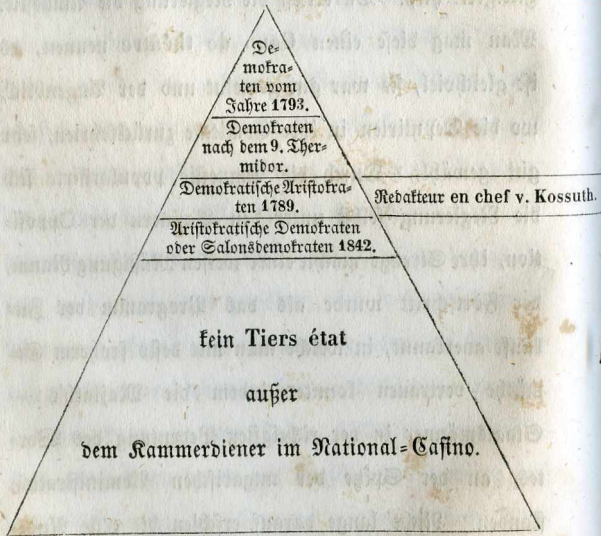 De-
mokra-
ten vom
Jahre 1793.
Demokraten
nach dem 9. Ther-
midor.
Demokratische Aristokra-
ten 1789.
Redakteur en chef v. Kossuth.
Aristokratische Demokraten
oder Salonsdemokraten 1842.
kein Tiers état
außer
dem Kammerdiener im National-Casino.